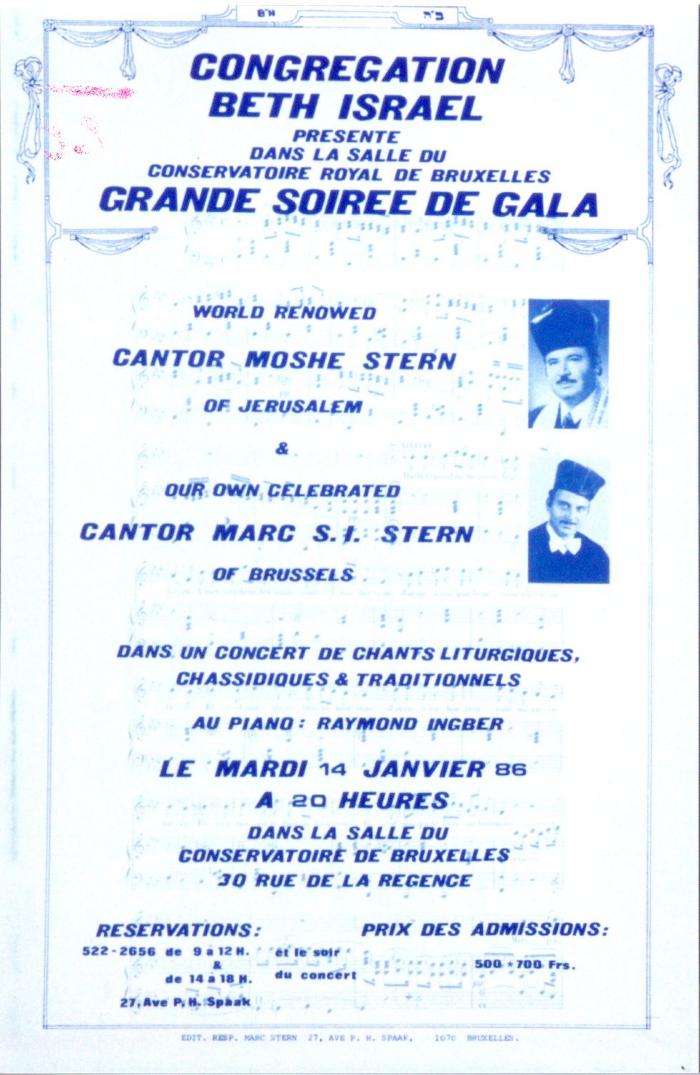 ב"ה
CONGREGATION
BETH ISRAEL
PRESENTE
DANS LA SALLE DU
CONSERVATOIRE ROYAL DE BRUXELLES
GRANDE SOIREE DE GALA
WORLD RENOWED
CANTOR MOSHE STERN
OF JERUSALEM
&
OUR OWN CELEBRATED
CANTOR MARC S.I. STERN
OF BRUSSELS
DANS UN CONCERT DE CHANTS LITURGIQUES,
CHASSIDIQUES & TRADITIONNELS
AU PIANO: RAYMOND INGBER
LE MARDI 14 JANVIER 86
A 20 HEURES
DANS LA SALLE DU
CONSERVATOIRE DE BRUXELLES
30 RUE DE LA REGENCE
RESERVATIONS:
522-2656 de 9 à 12 H.
&
de 14 à 18 H.
27, Ave P. H. Spaak
et le soir
du concert
PRIX DES ADMISSIONS:
500 + 700 Frs.
EDIT. RESP. MARC STERN 27, AVE P. H. SPAAK, 1070 BRUXELLES.